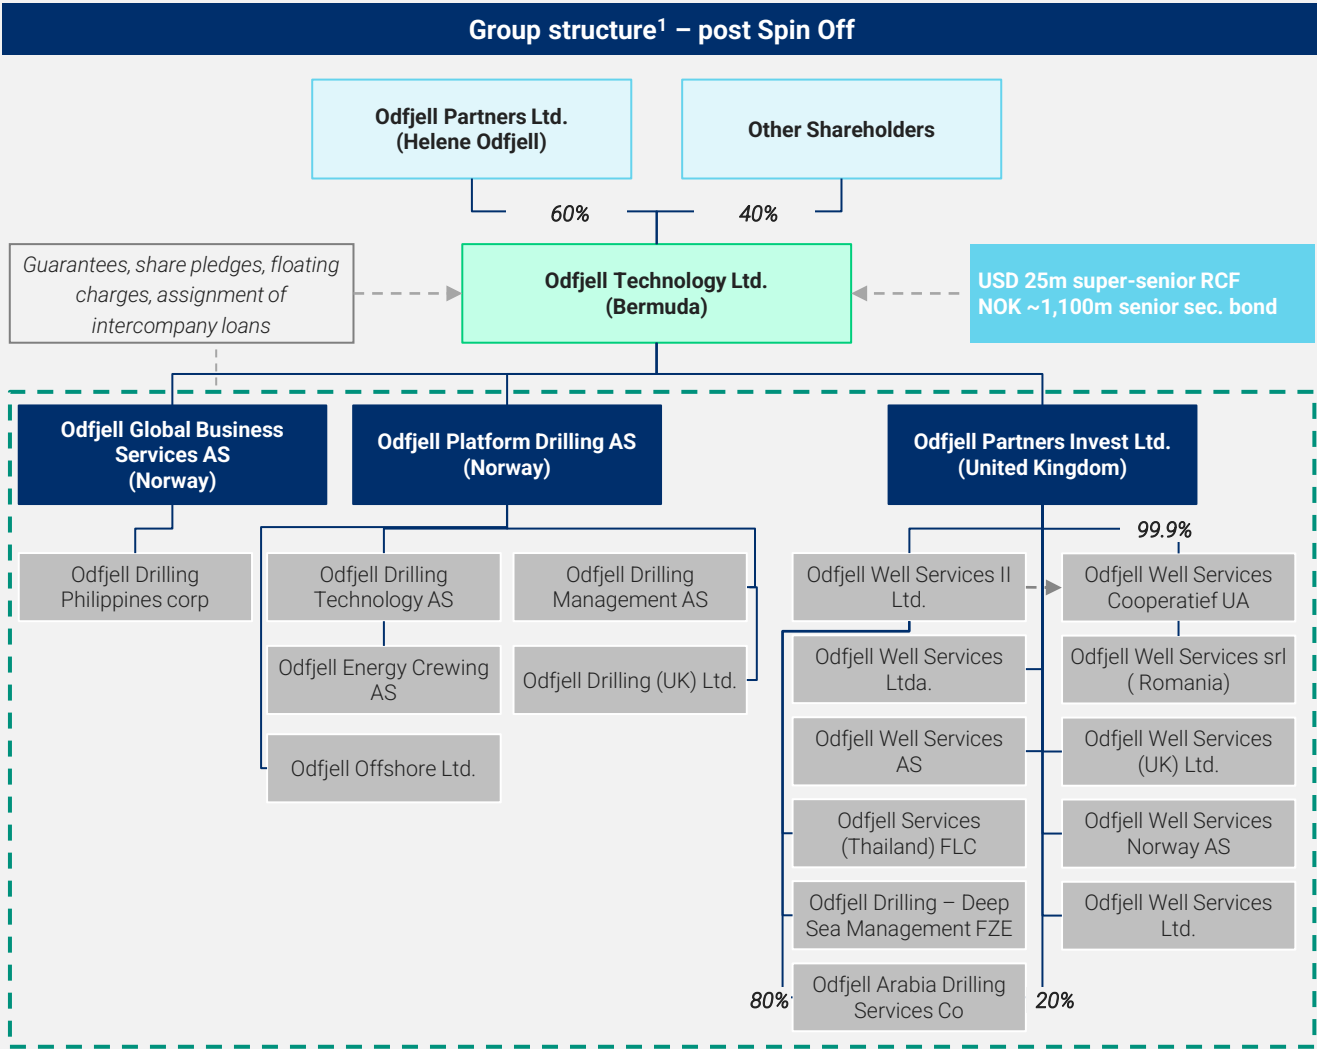 Group structure¹ – post Spin Off
Odfjell Partners Ltd.
(Helene Odfjell)
Other Shareholders
60%
40%
Guarantees, share pledges, floating
charges, assignment of
intercompany loans
Odfjell Technology Ltd.
(Bermuda)
USD 25m super-senior RCF
NOK ~1,100m senior sec. bond
Odfjell Global Business
Services AS
(Norway)
Odfjell Platform Drilling AS
(Norway)
Odfjell Partners Invest Ltd.
(United Kingdom)
99.9%
Odfjell Drilling
Philippines corp
Odfjell Drilling
Technology AS
Odfjell Drilling
Management AS
Odfjell Well Services II
Ltd.
Odfjell Well Services
Cooperatief UA
Odfjell Energy Crewing
AS
Odfjell Drilling (UK) Ltd.
Odfjell Well Services
Ltda.
Odfjell Well Services srl
( Romania)
Odfjell Offshore Ltd.
Odfjell Well Services
AS
Odfjell Well Services
(UK) Ltd.
Odfjell Services
(Thailand) FLC
Odfjell Well Services
Norway AS
Odfjell Drilling – Deep
Sea Management FZE
Odfjell Well Services
Ltd.
80%
Odfjell Arabia Drilling
Services Co
20%